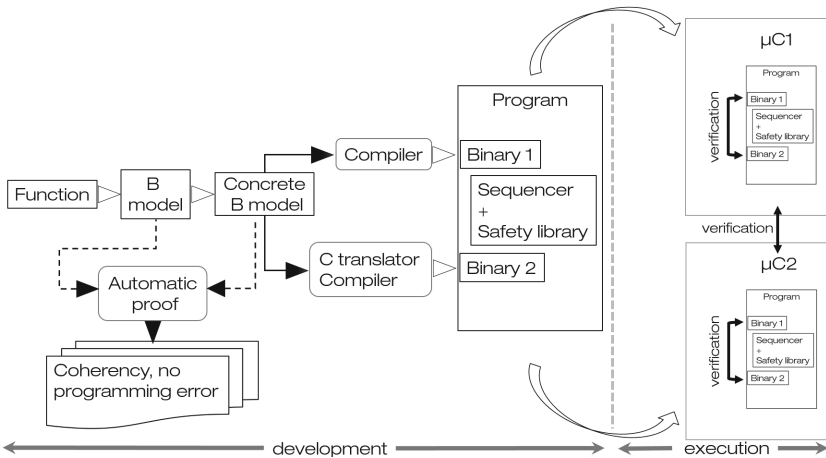 Function
B
model
Concrete
B model
Automatic
proof
Coherency, no
programming error
Compiler
C translator
Compiler
Program
Binary 1
Sequencer
+
Safety library
Binary 2
development
µC1
Program
verification
Binary 1
Sequencer
+
Safety library
Binary 2
verification
µC2
Program
verification
Binary 1
Sequencer
+
Safety library
Binary 2
execution